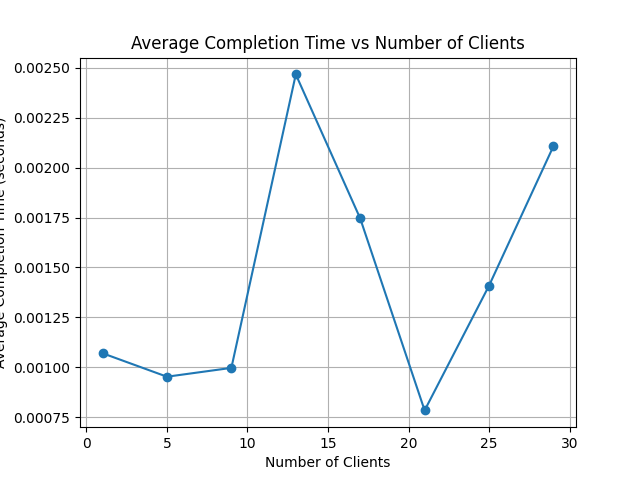 Average Completion Time vs Number of Clients
0.00250
0.00225
0.00200
0.00175
0.00150
0.00125
0.00100
0.00075
Average Completion Time (seconds)
0 5 10 15 20 25 30
Number of Clients